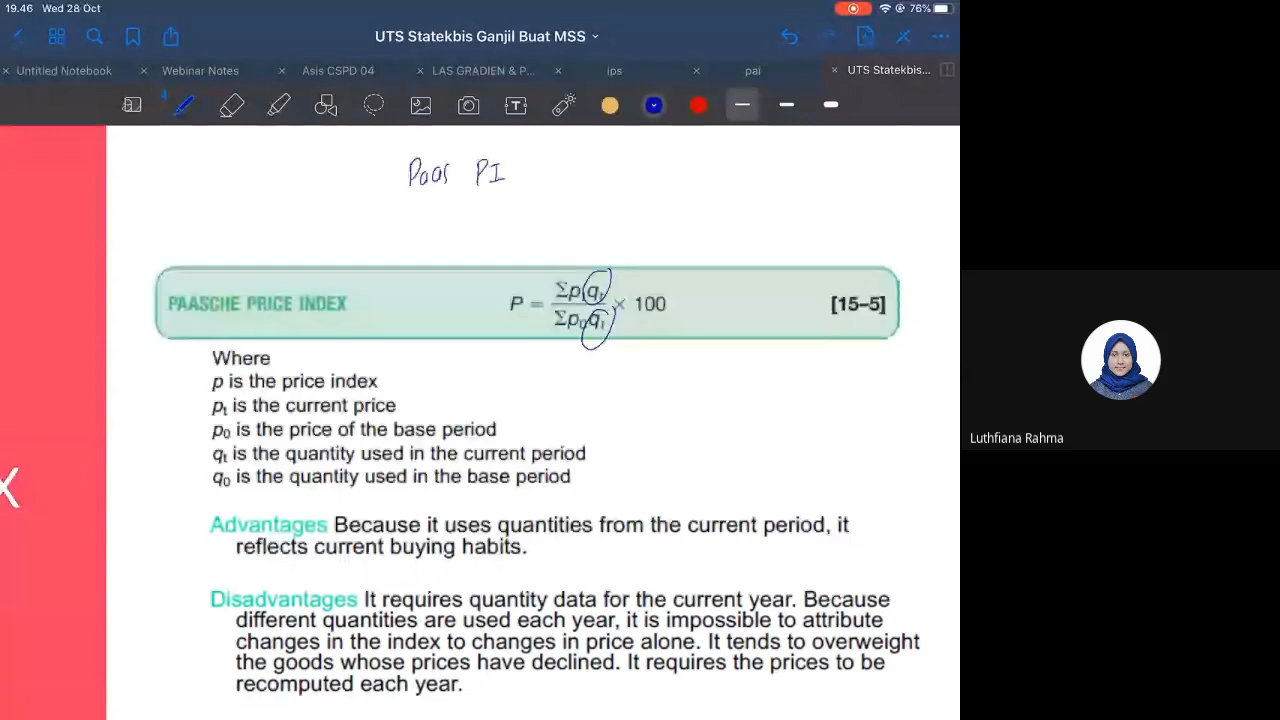 19.46 Wed 28 Oct
76%
UTS Statekbis Ganjil Buat MSS
Untitled Notebook
Webinar Notes
Asis CSPD 04
LAS GRADIEN & P...
ips
pai
UTS Statekbis...
T
Paas PI
PAASCHE PRICE INDEX P = Σptqt / Σp0qt × 100 [15–5]
Where
p is the price index
pt is the current price
p0 is the price of the base period
qt is the quantity used in the current period
q0 is the quantity used in the base period
X
Advantages Because it uses quantities from the current period, it
reflects current buying habits.
Disadvantages It requires quantity data for the current year. Because
different quantities are used each year, it is impossible to attribute
changes in the index to changes in price alone. It tends to overweight
the goods whose prices have declined. It requires the prices to be
recomputed each year.
Luthfiana Rahma